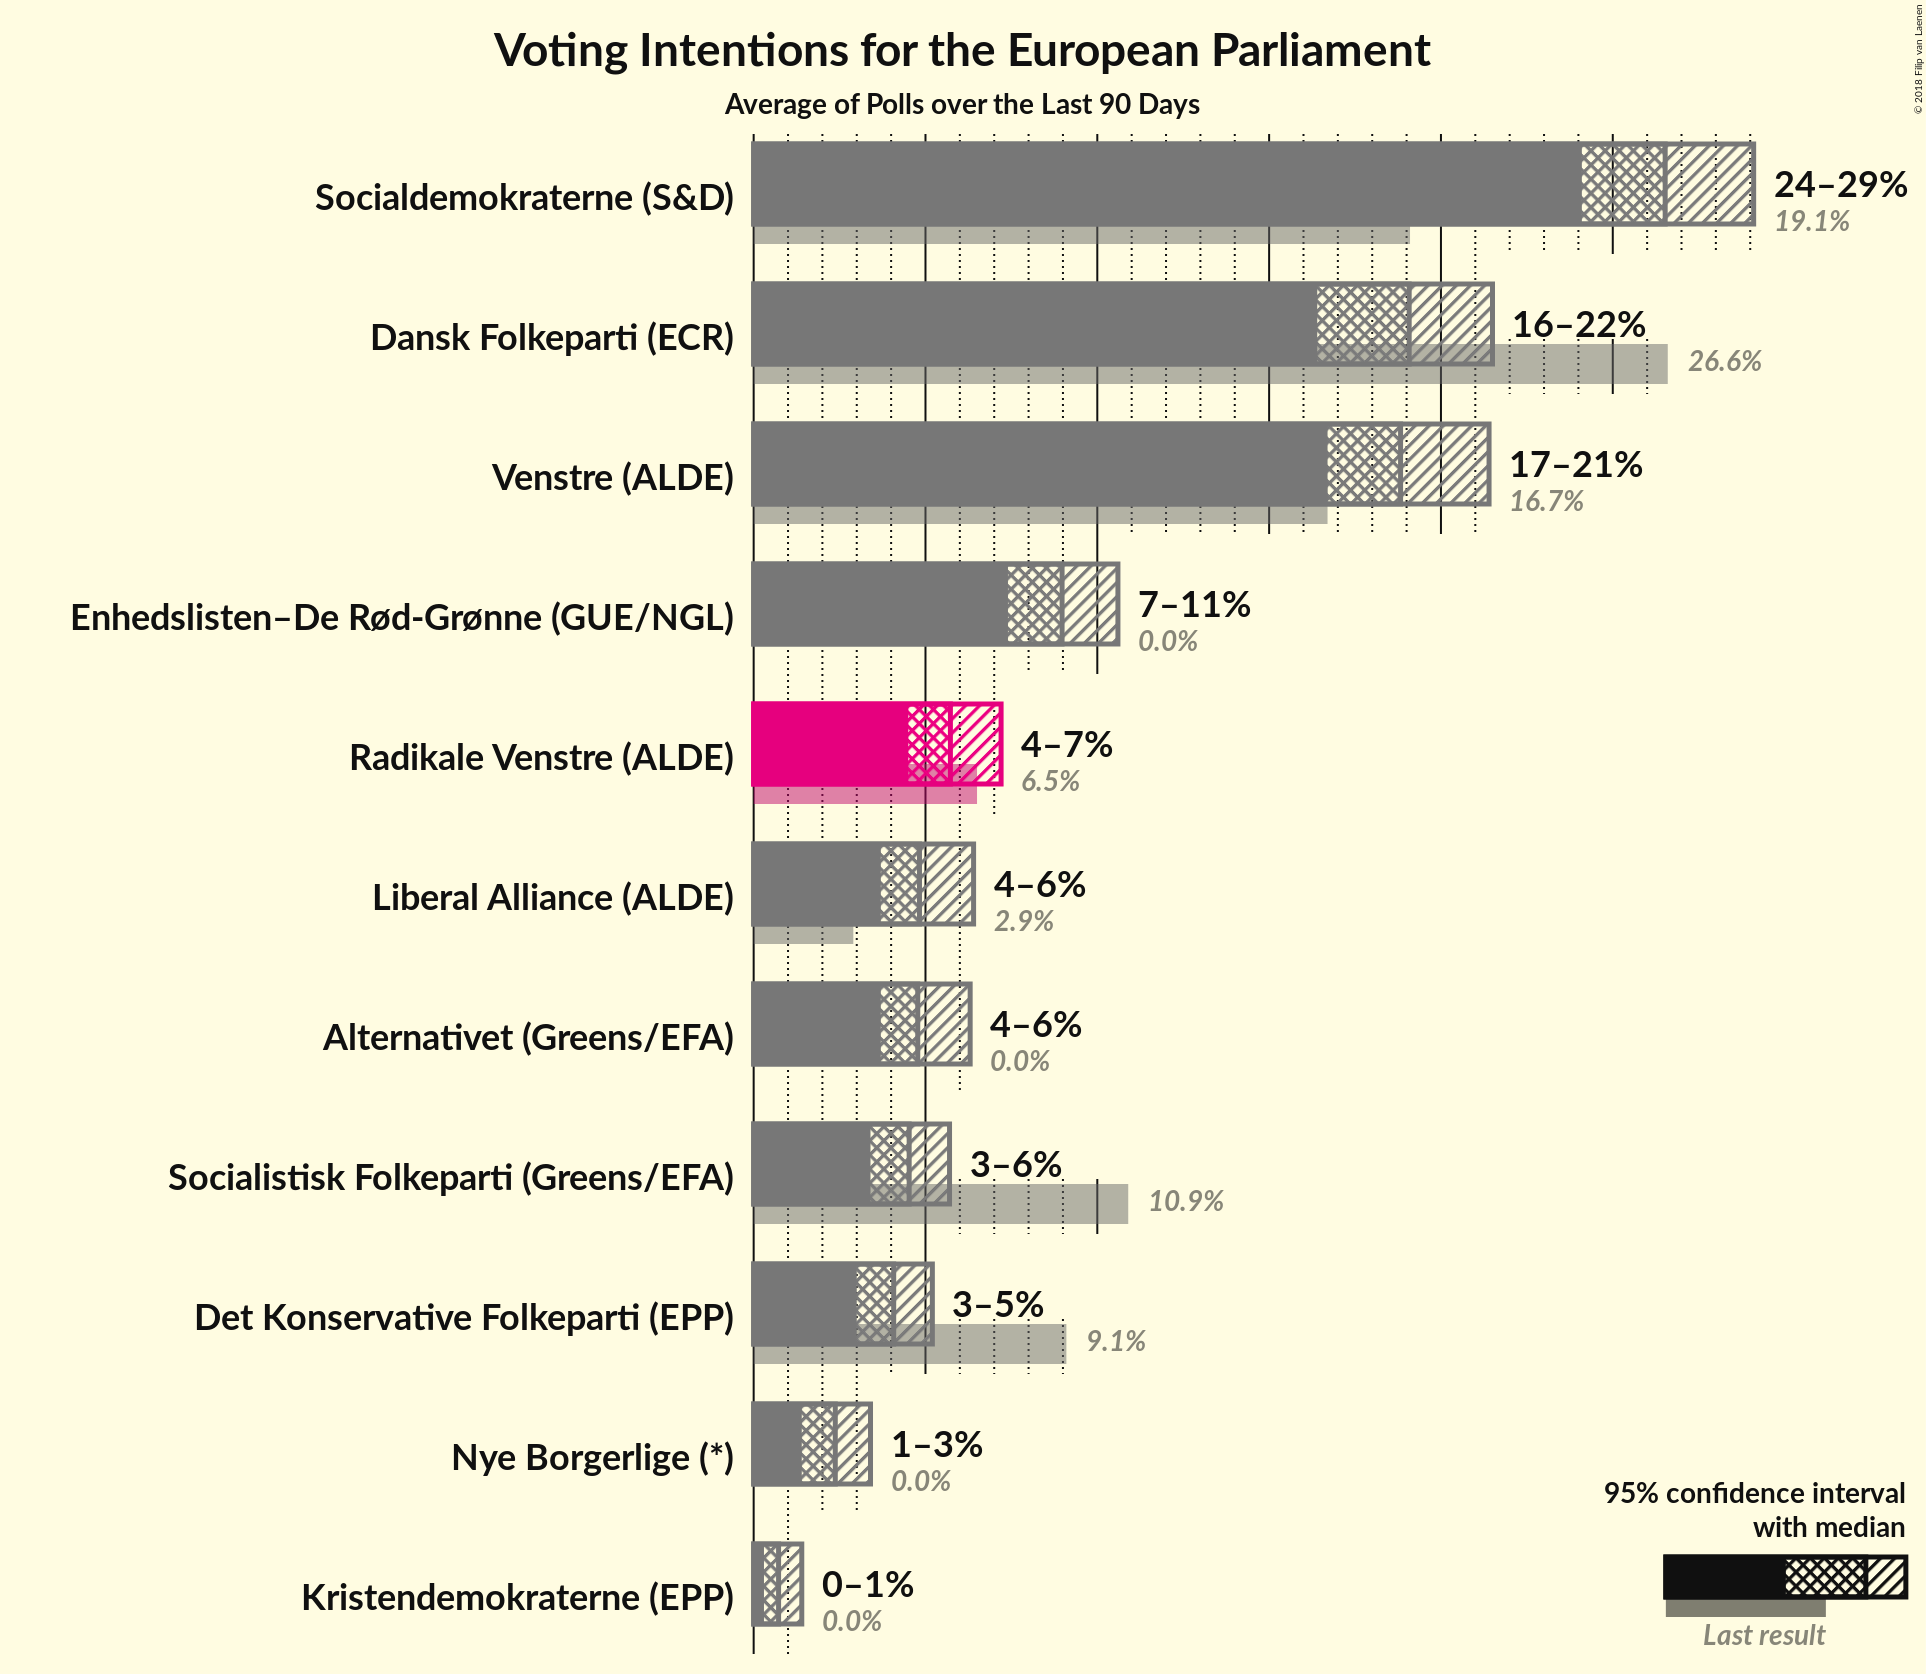 Voting Intentions for the European Parliament
Average of Polls over the Last 90 Days
© 2018 Filip van Laenen
Socialdemokraterne (S&D)
24–29%
19.1%
Dansk Folkeparti (ECR)
16–22%
26.6%
Venstre (ALDE)
17–21%
16.7%
Enhedslisten–De Rød-Grønne (GUE/NGL)
7–11%
0.0%
Radikale Venstre (ALDE)
4–7%
6.5%
Liberal Alliance (ALDE)
4–6%
2.9%
Alternativet (Greens/EFA)
4–6%
0.0%
Socialistisk Folkeparti (Greens/EFA)
3–6%
10.9%
Det Konservative Folkeparti (EPP)
3–5%
9.1%
Nye Borgerlige (*)
1–3%
0.0%
Kristendemokraterne (EPP)
0–1%
0.0%
95% confidence interval
with median
Last result